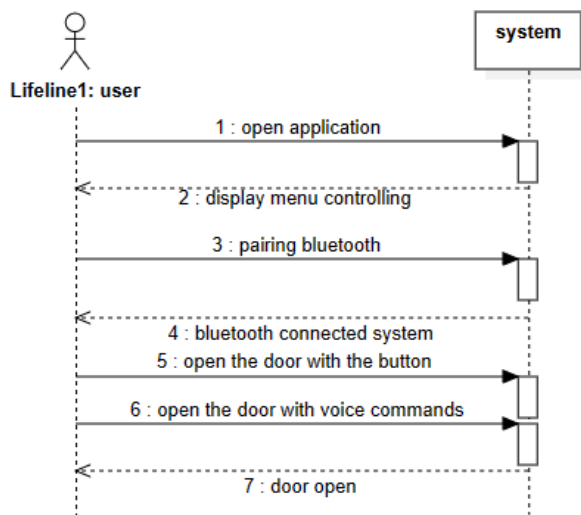 system
Lifeline1: user
1 : open application
2 : display menu controlling
3 : pairing bluetooth
4 : bluetooth connected system
5 : open the door with the button
6 : open the door with voice commands
7 : door open